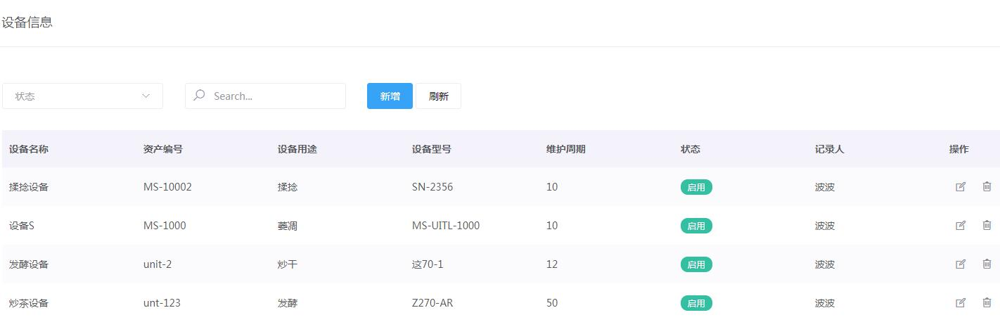 设备信息
状态 Search... 新增 刷新
设备名称 资产编号 设备用途 设备型号 维护周期 状态 记录人 操作
揉捻设备 MS-10002 揉捻 SN-2356 10 启用 波波
设备S MS-1000 萎凋 MS-UITL-1000 10 启用 波波
发酵设备 unit-2 炒干 这70-1 12 启用 波波
炒茶设备 unt-123 发酵 Z270-AR 50 启用 波波